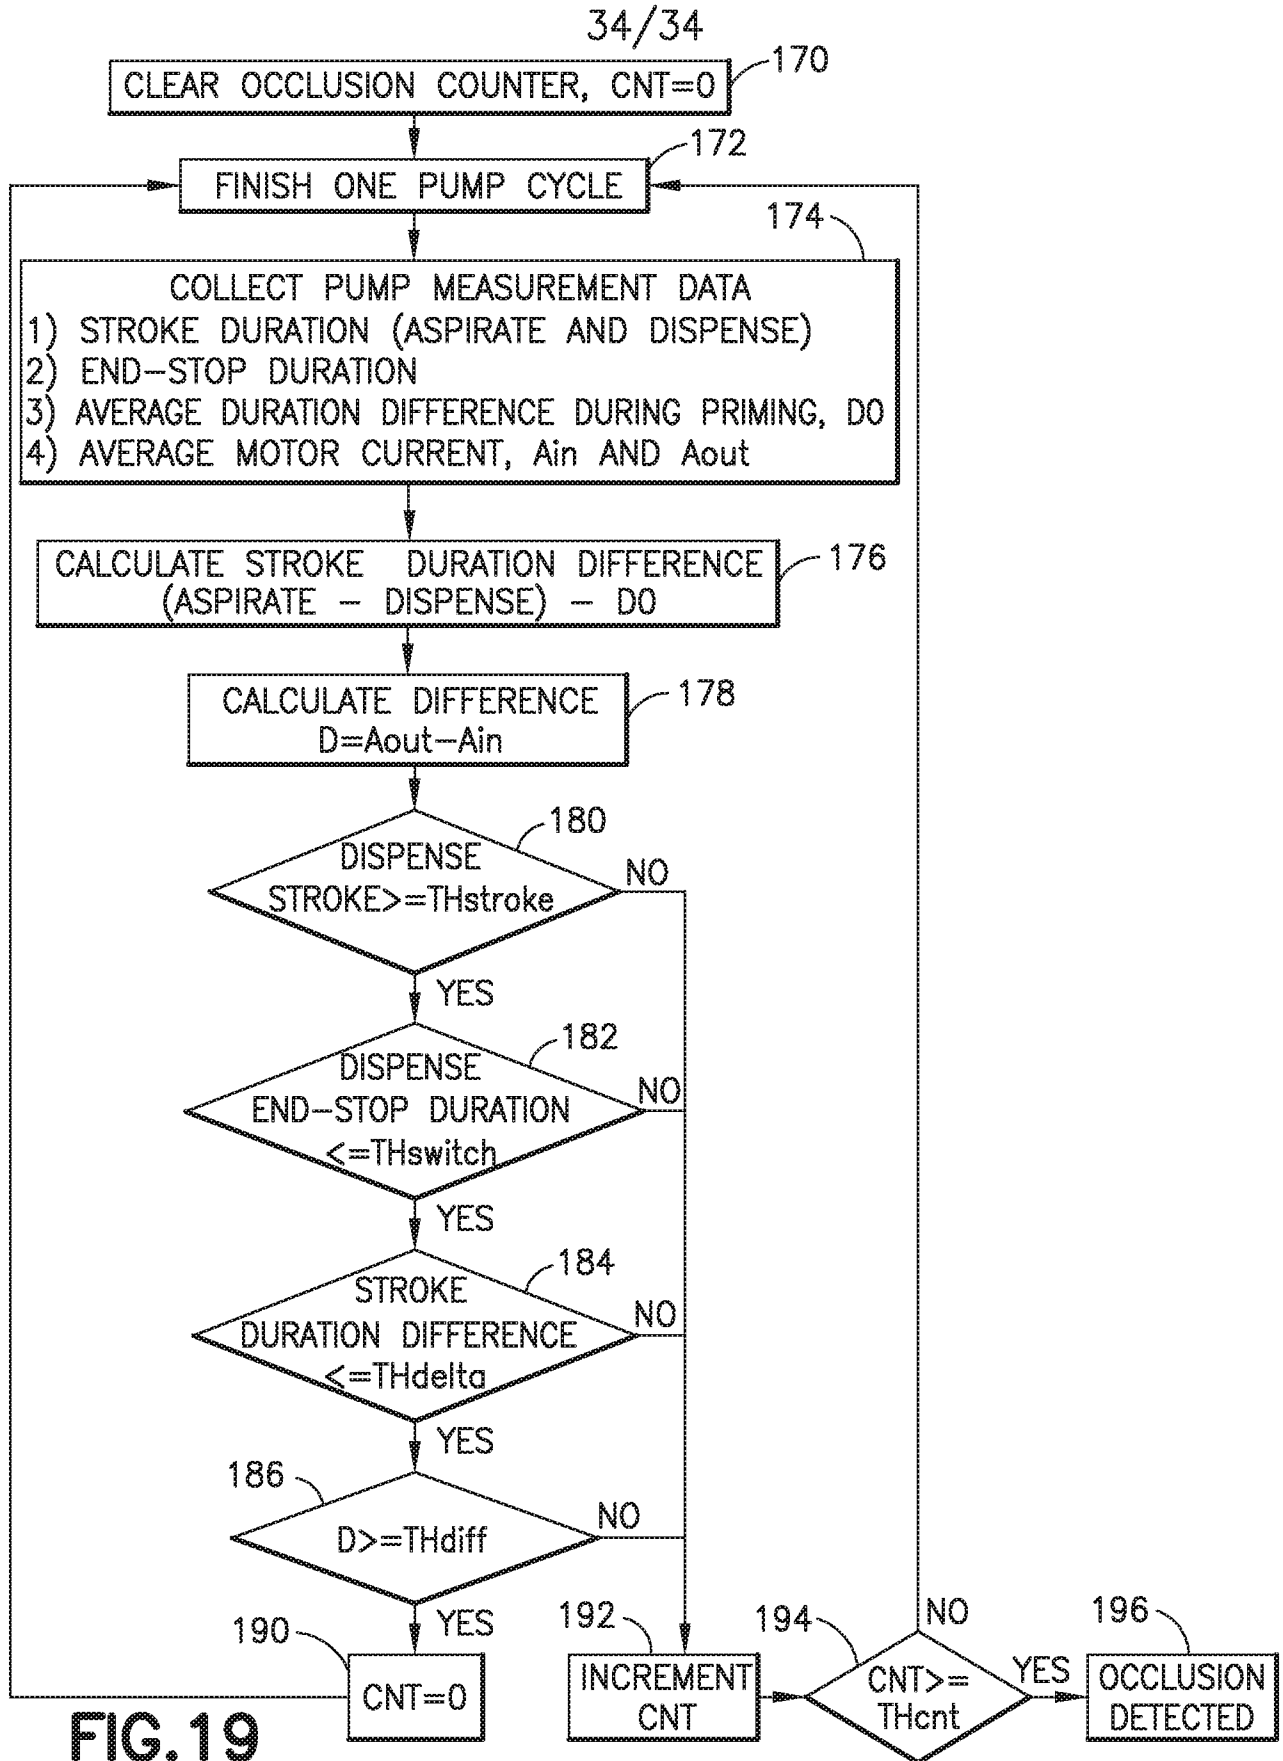 34/34
CLEAR OCCLUSION COUNTER, CNT=0
170
FINISH ONE PUMP CYCLE
172
174
COLLECT PUMP MEASUREMENT DATA
1) STROKE DURATION (ASPIRATE AND DISPENSE)
2) END-STOP DURATION
3) AVERAGE DURATION DIFFERENCE DURING PRIMING, D0
4) AVERAGE MOTOR CURRENT, Ain AND Aout
CALCULATE STROKE DURATION DIFFERENCE
(ASPIRATE - DISPENSE) - D0
176
CALCULATE DIFFERENCE
D=Aout-Ain
178
180
DISPENSE
STROKE>=THstroke
NO
YES
182
DISPENSE
END-STOP DURATION
<=THswitch
NO
YES
184
STROKE
DURATION DIFFERENCE
<=THdelta
NO
YES
186
D>=THdiff
NO
YES
190
CNT=0
192
INCREMENT
CNT
194
CNT>=
THcnt
NO
YES
196
OCCLUSION
DETECTED
FIG.19